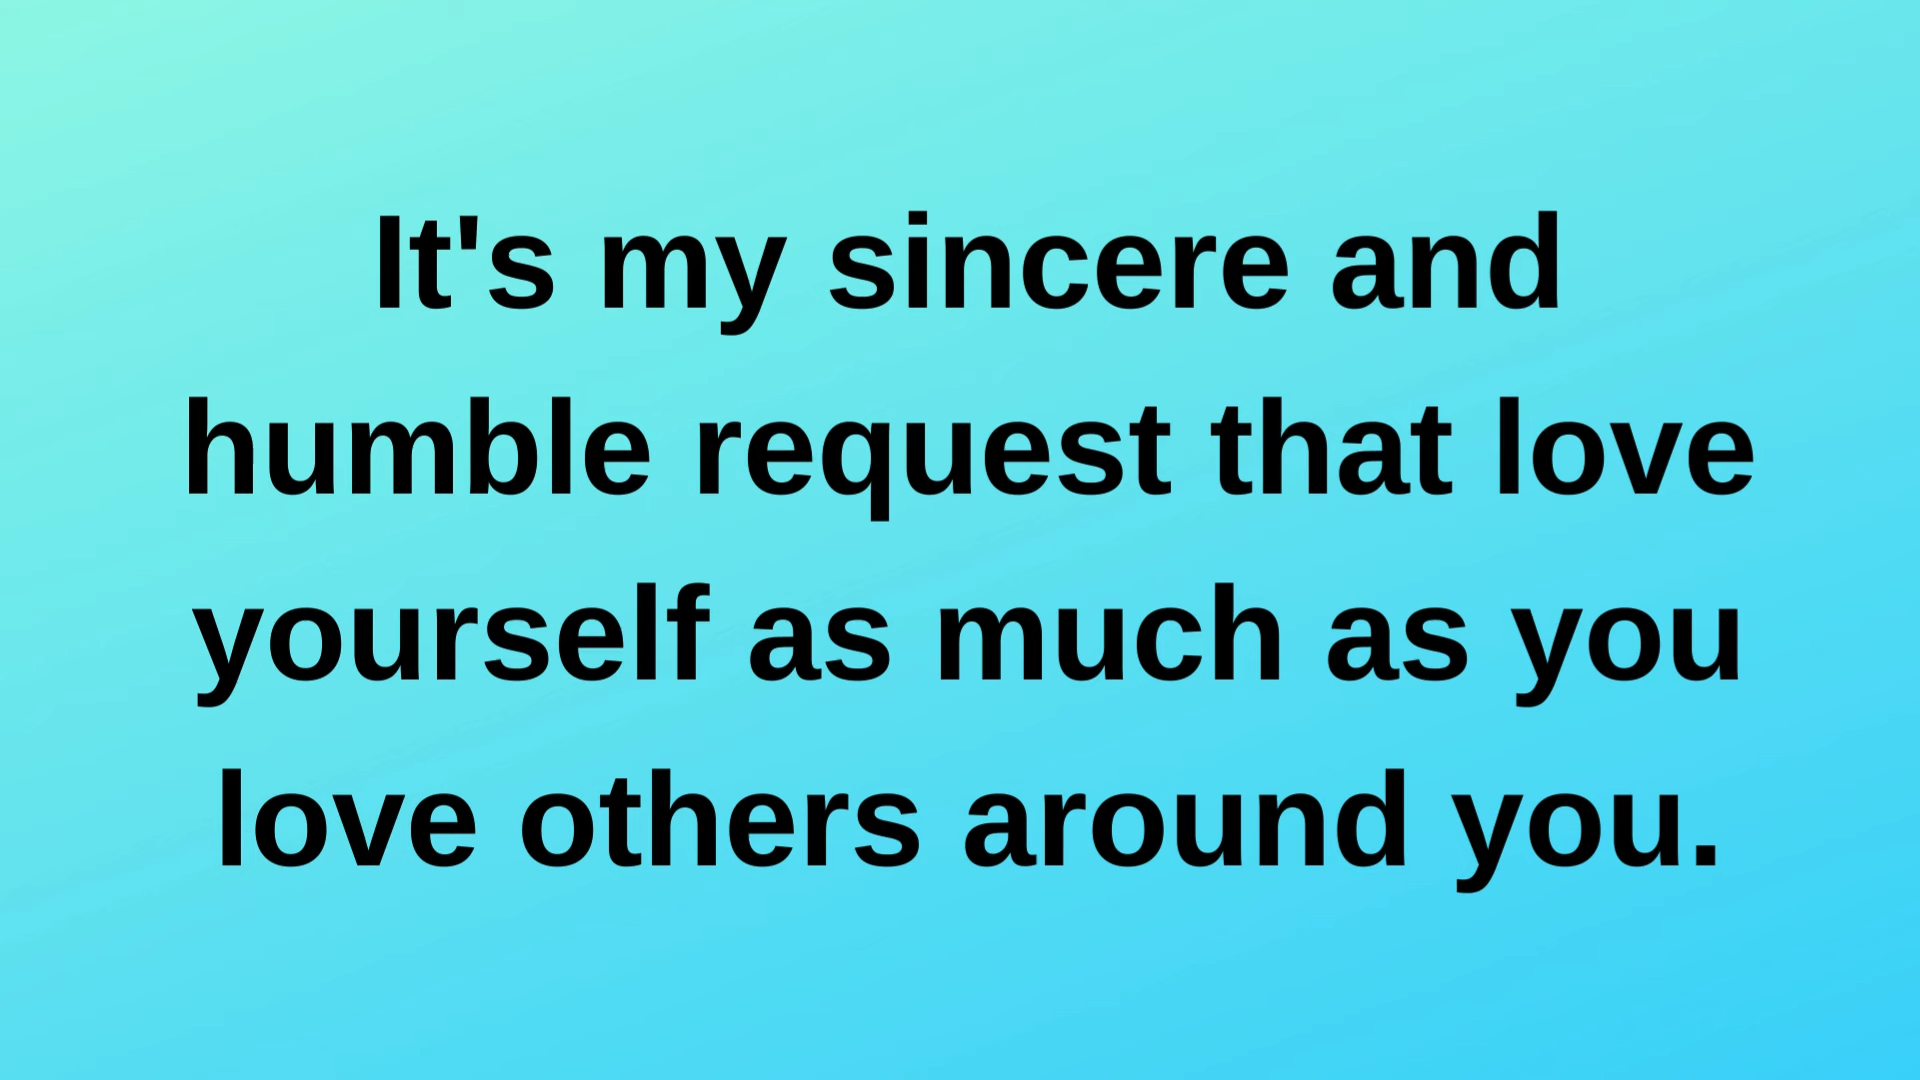 It's my sincere and
humble request that love
yourself as much as you
love others around you.